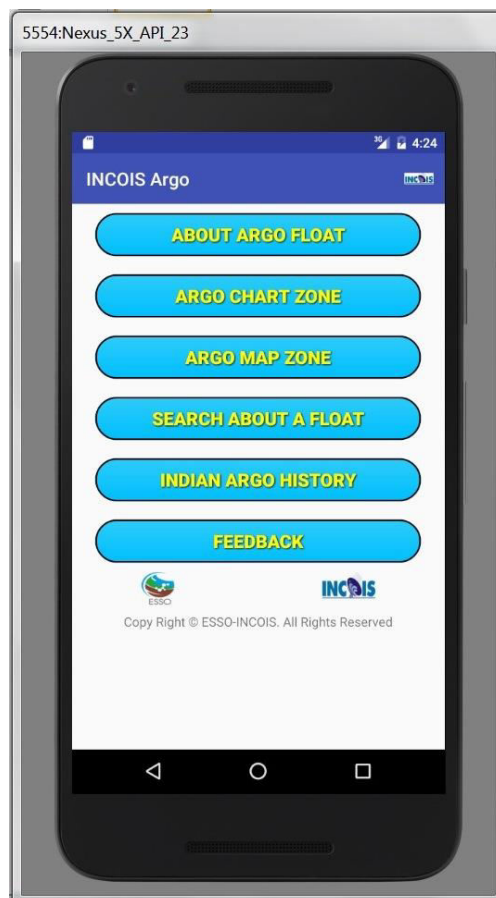 5554:Nexus_5X_API_23
3G 4:24
INCOIS Argo INCOIS
ABOUT ARGO FLOAT
ARGO CHART ZONE
ARGO MAP ZONE
SEARCH ABOUT A FLOAT
INDIAN ARGO HISTORY
FEEDBACK
ESSO INCOIS
Copy Right © ESSO-INCOIS. All Rights Reserved